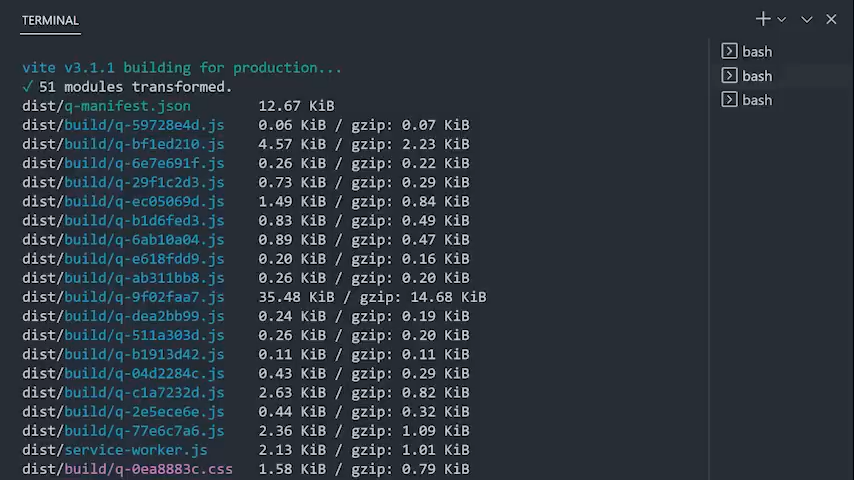 TERMINAL
vite v3.1.1 building for production...
✓ 51 modules transformed.
dist/q-manifest.json 12.67 KiB
dist/build/q-59728e4d.js 0.06 KiB / gzip: 0.07 KiB
dist/build/q-bf1ed210.js 4.57 KiB / gzip: 2.23 KiB
dist/build/q-6e7e691f.js 0.26 KiB / gzip: 0.22 KiB
dist/build/q-29f1c2d3.js 0.73 KiB / gzip: 0.29 KiB
dist/build/q-ec05069d.js 1.49 KiB / gzip: 0.84 KiB
dist/build/q-b1d6fed3.js 0.83 KiB / gzip: 0.49 KiB
dist/build/q-6ab10a04.js 0.89 KiB / gzip: 0.47 KiB
dist/build/q-e618fdd9.js 0.20 KiB / gzip: 0.16 KiB
dist/build/q-ab311bb8.js 0.26 KiB / gzip: 0.20 KiB
dist/build/q-9f02faa7.js 35.48 KiB / gzip: 14.68 KiB
dist/build/q-dea2bb99.js 0.24 KiB / gzip: 0.19 KiB
dist/build/q-511a303d.js 0.26 KiB / gzip: 0.20 KiB
dist/build/q-b1913d42.js 0.11 KiB / gzip: 0.11 KiB
dist/build/q-04d2284c.js 0.43 KiB / gzip: 0.29 KiB
dist/build/q-c1a7232d.js 2.63 KiB / gzip: 0.82 KiB
dist/build/q-2e5ece6e.js 0.44 KiB / gzip: 0.32 KiB
dist/build/q-77e6c7a6.js 2.36 KiB / gzip: 1.09 KiB
dist/service-worker.js 2.13 KiB / gzip: 1.01 KiB
dist/build/q-0ea8883c.css 1.58 KiB / gzip: 0.79 KiB
bash
bash
bash